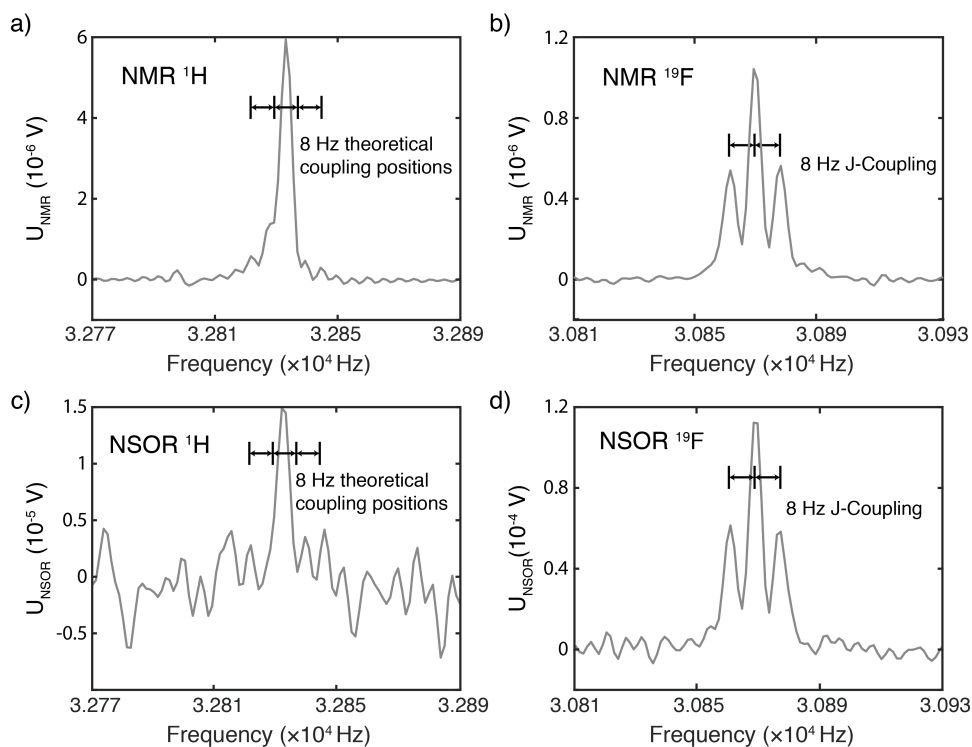 a)
NMR ¹H
8 Hz theoretical
coupling positions
U_NMR (10⁻⁶ V)
6
4
2
0
3.277
3.281
3.285
3.289
Frequency (×10⁴ Hz)
b)
NMR ¹⁹F
8 Hz J-Coupling
U_NMR (10⁻⁶ V)
1.2
0.8
0.4
0
3.081
3.085
3.089
3.093
Frequency (×10⁴ Hz)
c)
NSOR ¹H
8 Hz theoretical
coupling positions
U_NSOR (10⁻⁵ V)
1.5
1
0.5
0
-0.5
3.277
3.281
3.285
3.289
Frequency (×10⁴ Hz)
d)
NSOR ¹⁹F
8 Hz J-Coupling
U_NSOR(10⁻⁴ V)
1.2
0.8
0.4
0
3.081
3.085
3.089
3.093
Frequency (×10⁴ Hz)